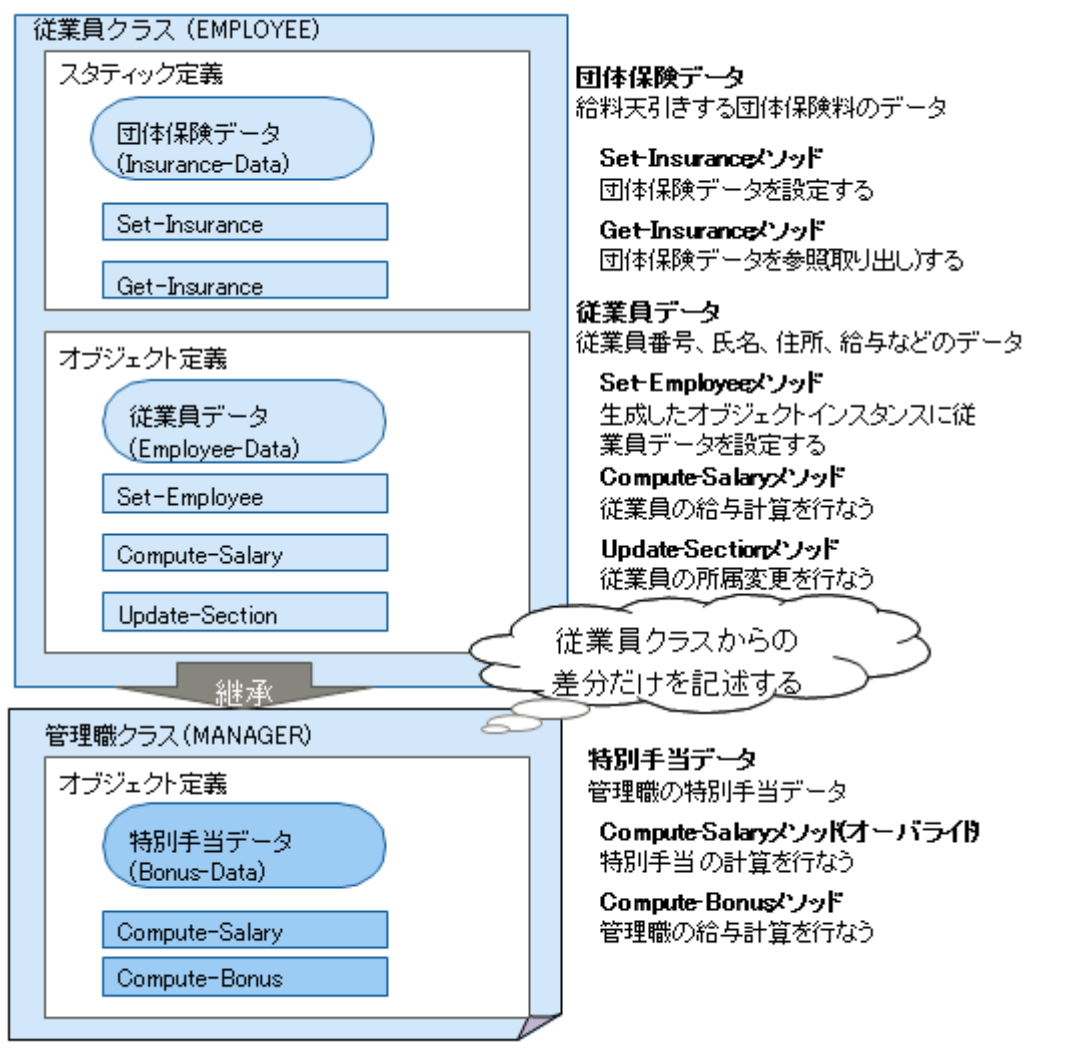 従業員クラス (EMPLOYEE)
スタティック定義
団体保険データ
(Insurance-Data)
Set-Insurance
Get-Insurance
オブジェクト定義
従業員データ
(Employee-Data)
Set-Employee
Compute-Salary
Update-Section
継承
管理職クラス(MANAGER)
オブジェクト定義
特別手当データ
(Bonus-Data)
Compute-Salary
Compute-Bonus
団体保険データ
給料天引きする団体保険料のデータ
Set-Insuranceメソッド
団体保険データを設定する
Get-Insuranceメソッド
団体保険データを参照取り出し)する
従業員データ
従業員番号、氏名、住所、給与などのデータ
Set-Employeeメソッド
生成したオブジェクトインスタンスに従
業員データを設定する
Compute-Salaryメソッド
従業員の給与計算を行なう
Update-Sectionメソッド
従業員の所属変更を行なう
従業員クラスからの
差分だけを記述する
特別手当データ
管理職の特別手当データ
Compute-Salaryメソッド(オーバライド)
特別手当の計算を行なう
Compute-Bonusメソッド
管理職の給与計算を行なう